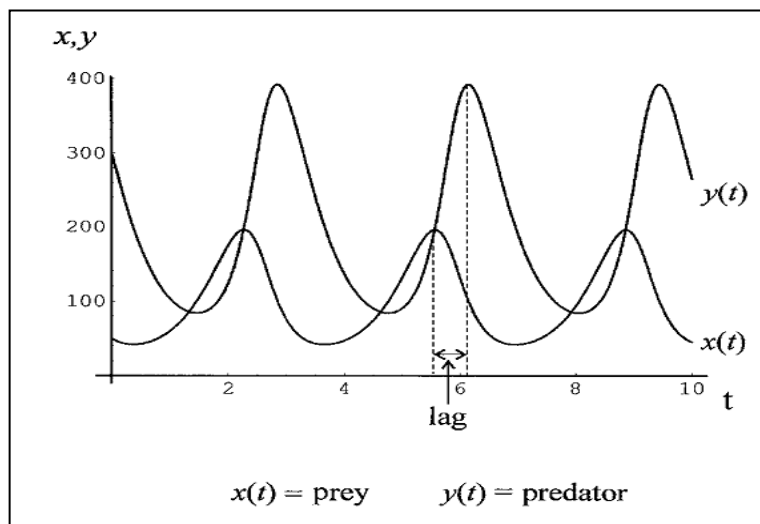 x,y
400
300
200
100
y(t)
x(t)
2 4 6 8 10
t
lag
x(t) = prey y(t) = predator